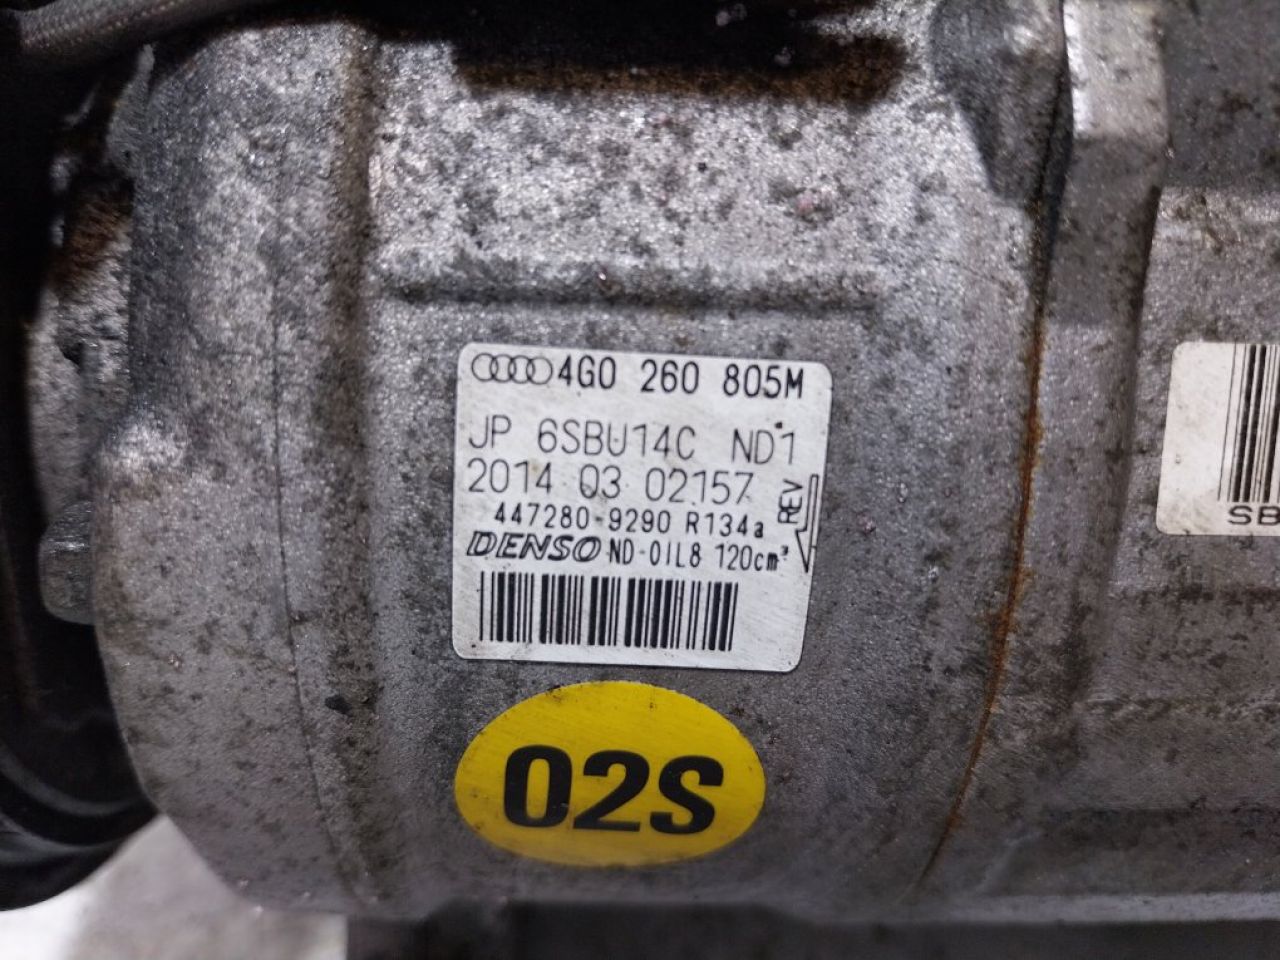 4G0 260 805M
JP 6SBU14C ND1
2014 03 02157
447280-9290 R134a
REV
DENSO ND-OIL8 120cm³
02S
SB